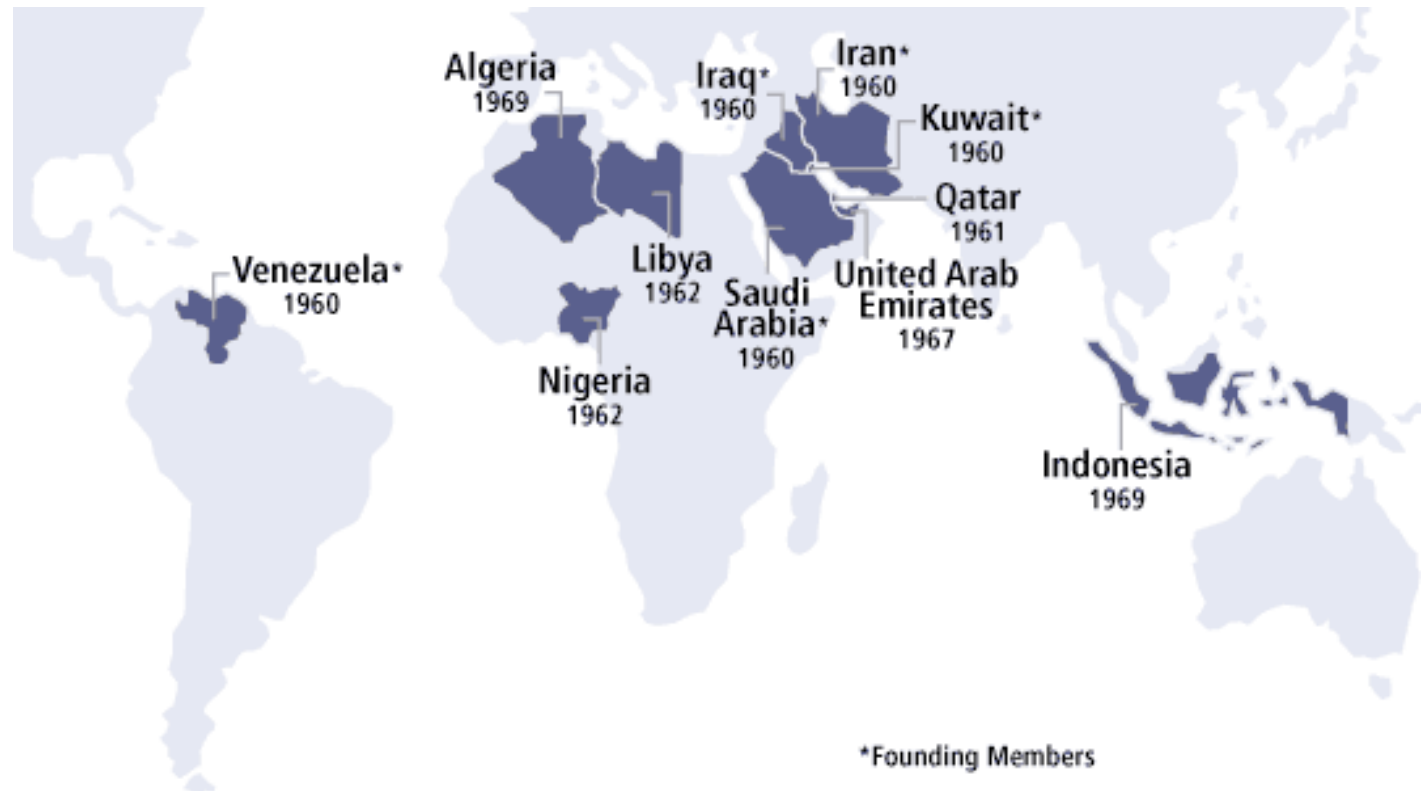 Algeria
1969
Iraq*
1960
Iran*
1960
Kuwait*
1960
Qatar
1961
Venezuela*
1960
Libya
1962
Saudi
Arabia*
1960
United Arab
Emirates
1967
Nigeria
1962
Indonesia
1969
*Founding Members